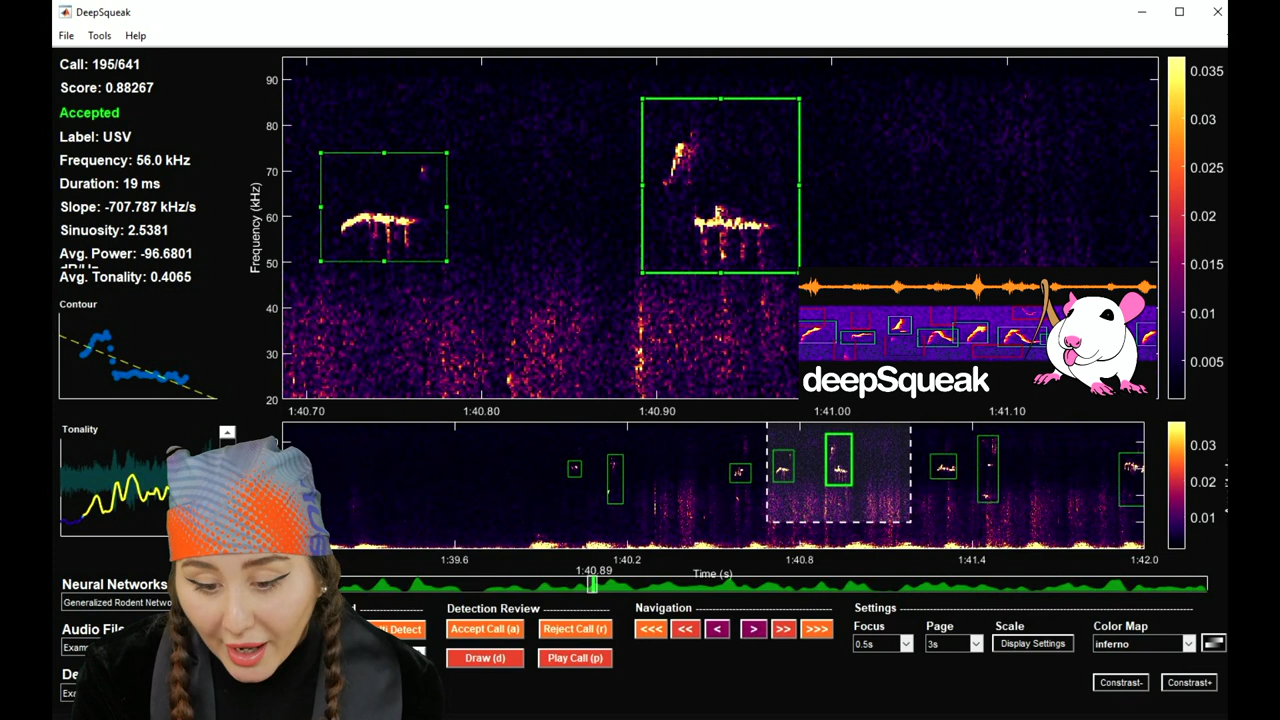 DeepSqueak
File Tools Help
Call: 195/641
Score: 0.88267
Accepted
Label: USV
Frequency: 56.0 kHz
Duration: 19 ms
Slope: -707.787 kHz/s
Sinuosity: 2.5381
Avg. Power: -96.6801
Avg. Tonality: 0.4065
Contour
Tonality
Frequency (kHz)
90
80
70
60
50
40
30
20
1:40.70 1:40.80 1:40.90 1:41.00 1:41.10
0.035
0.03
0.025
0.02
0.015
0.01
0.005
deepSqueak
0.03
0.02
0.01
1:39.6 1:40.2 1:40.8 1:41.4 1:42.0
Time (s)
1:40.89
Neural Networks
Generalized Rodent Netwo
Audio File
Exam
De
Exa
Detect
Detection Review
Accept Call (a) Reject Call (r)
Draw (d) Play Call (p)
Navigation
<<< << < > >> >>>
Settings
Focus Page Scale Color Map
0.5s 3s Display Settings inferno
Constrast- Constrast+